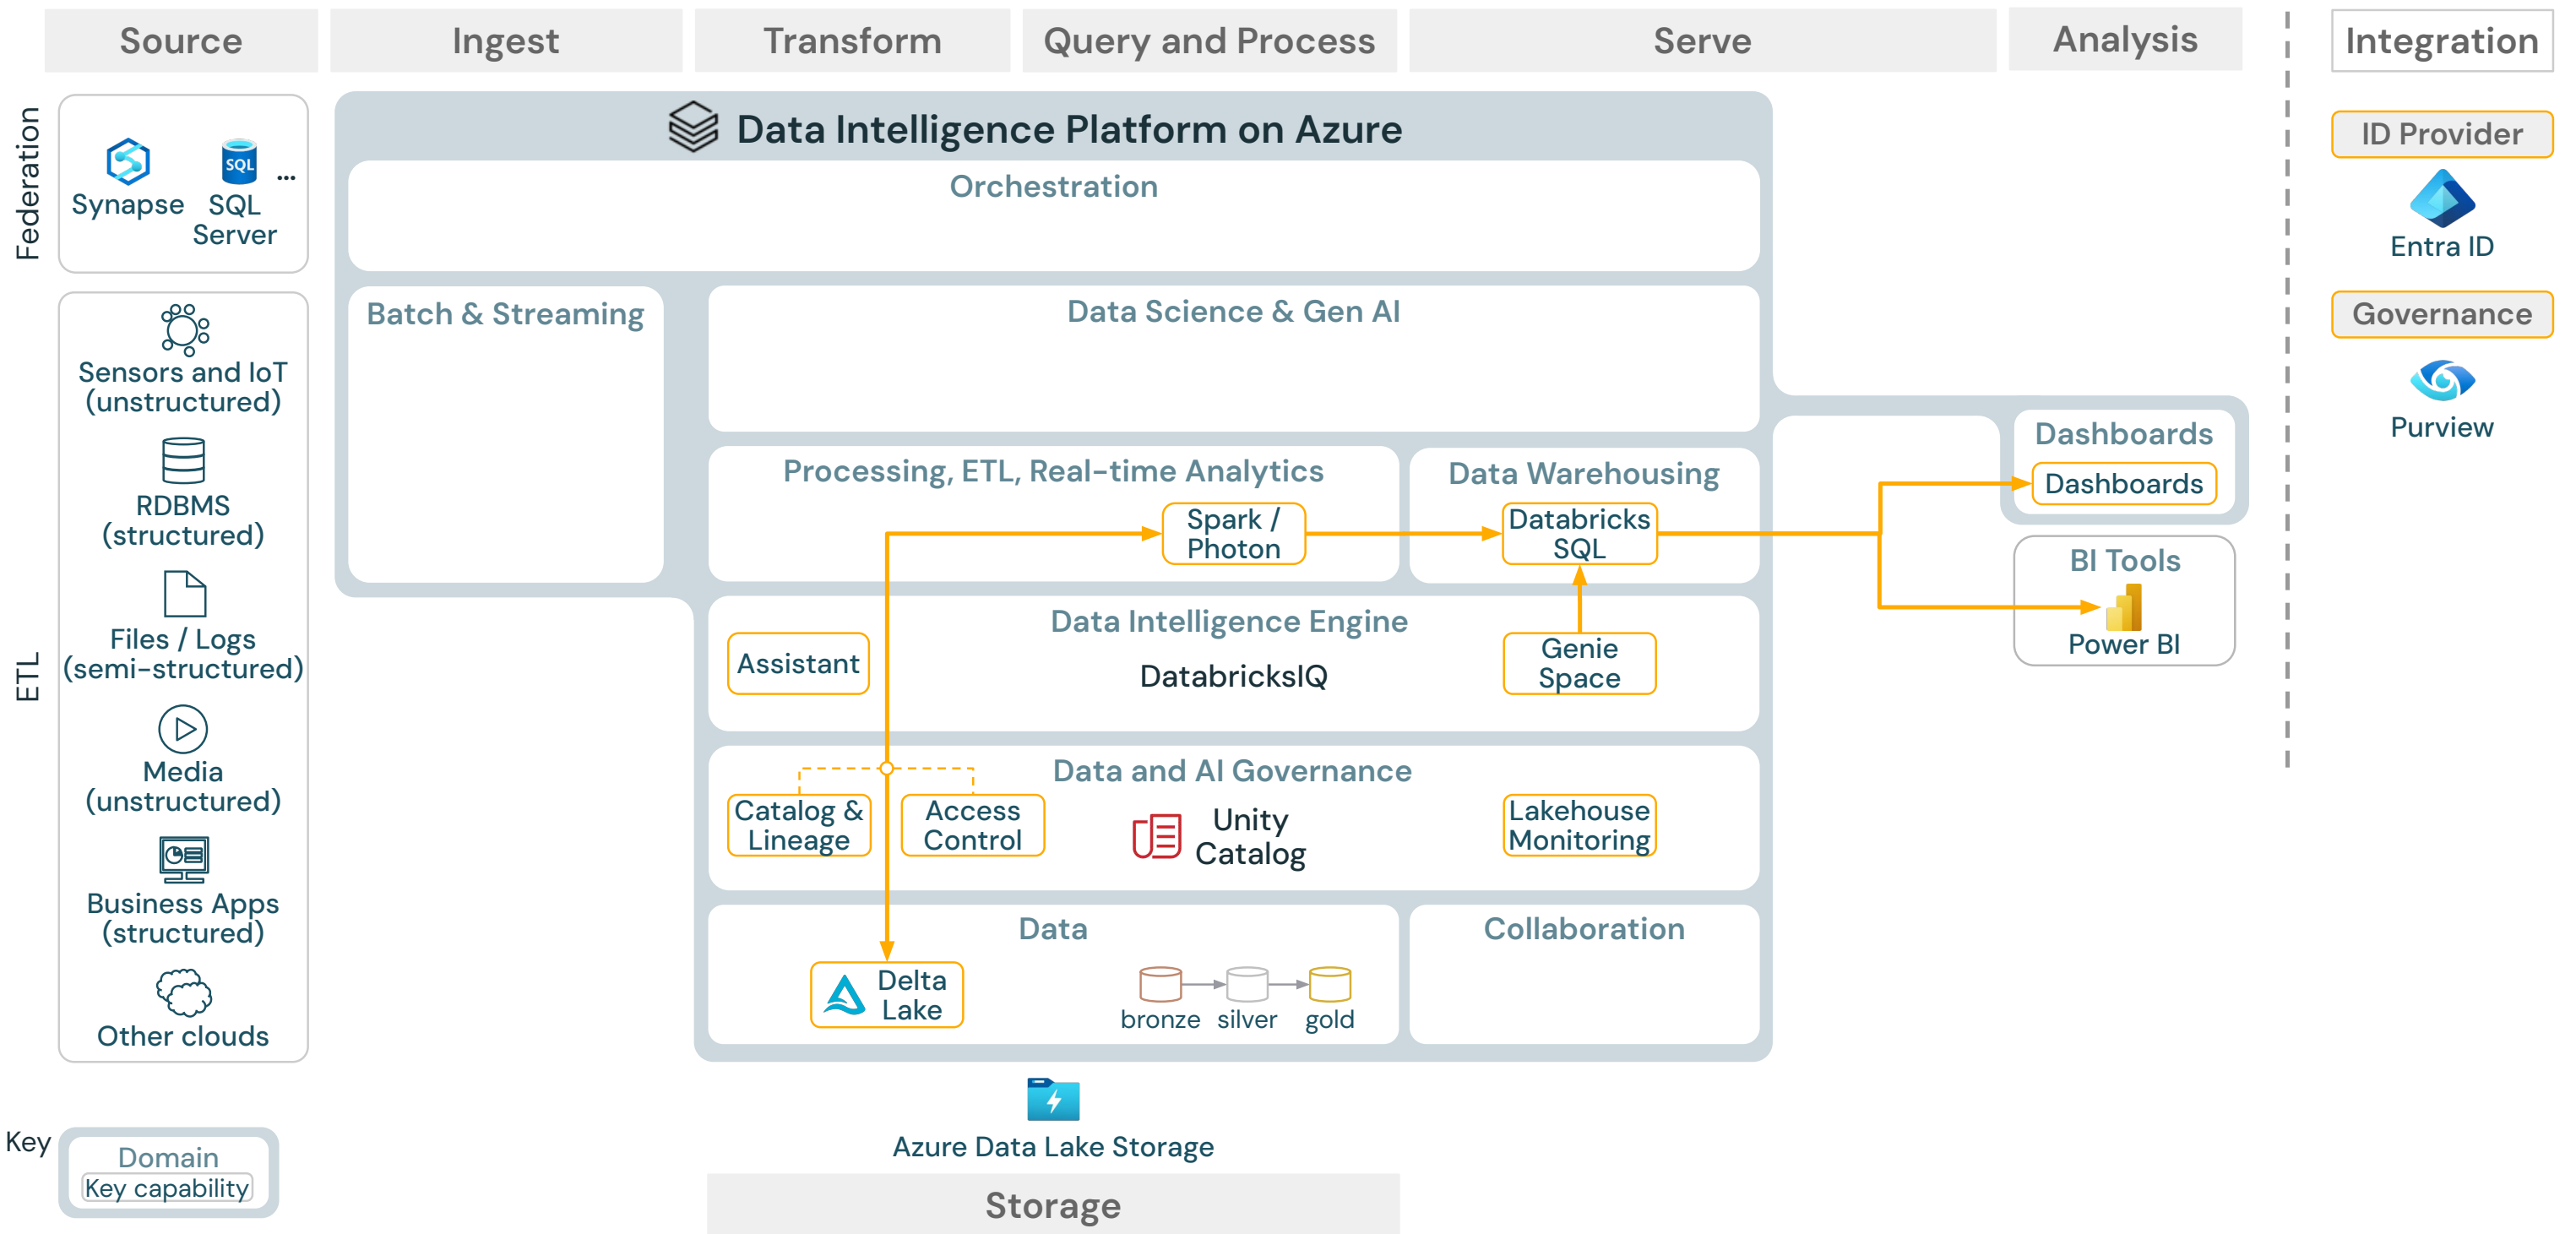 Source
Ingest
Transform
Query and Process
Serve
Analysis
Integration
Federation
Synapse
SQL
SQL
Server
...
Data Intelligence Platform on Azure
Orchestration
ID Provider
Entra ID
Governance
Purview
ETL
Sensors and IoT
(unstructured)
RDBMS
(structured)
Files / Logs
(semi-structured)
Media
(unstructured)
Business Apps
(structured)
Other clouds
Batch & Streaming
Data Science & Gen AI
Processing, ETL, Real-time Analytics
Spark /
Photon
Data Warehousing
Databricks
SQL
Dashboards
Dashboards
BI Tools
Power BI
Data Intelligence Engine
Assistant
DatabricksIQ
Genie
Space
Data and AI Governance
Catalog &
Lineage
Access
Control
Unity
Catalog
Lakehouse
Monitoring
Data
Delta
Lake
bronze
silver
gold
Collaboration
Azure Data Lake Storage
Storage
Key
Domain
Key capability